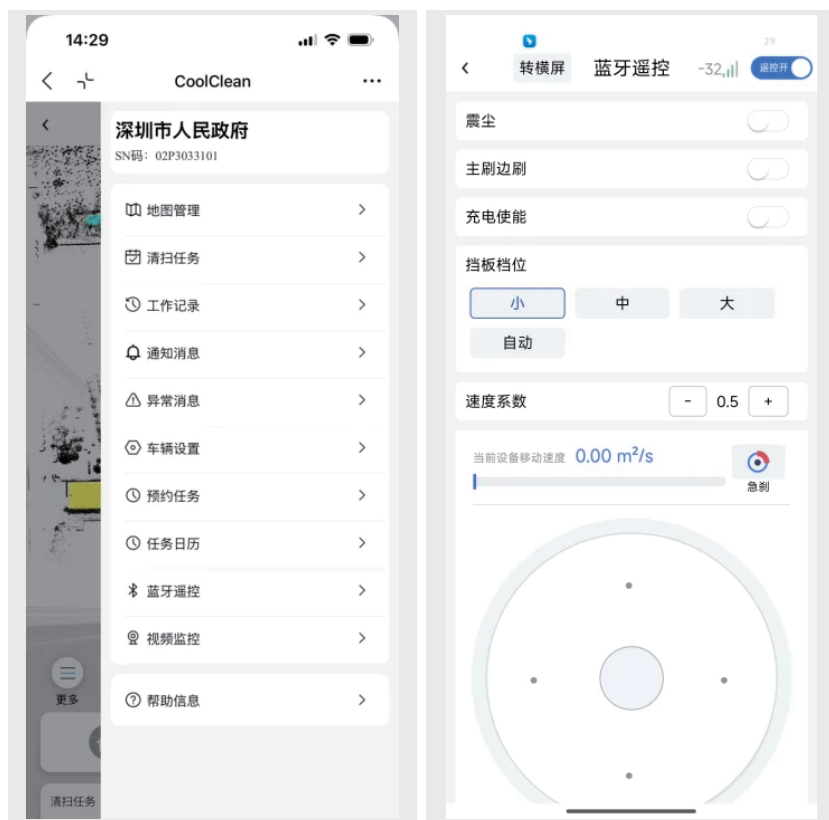 14:29
CoolClean
深圳市人民政府
SN码：02P3033101
地图管理
清扫任务
工作记录
通知消息
异常消息
车辆设置
预约任务
任务日历
蓝牙遥控
视频监控
帮助信息
更多
清扫任务
29
转横屏 蓝牙遥控 -32 遥控开
震尘
主刷边刷
充电使能
挡板档位
小 中 大
自动
速度系数 - 0.5 +
当前设备移动速度 0.00 m²/s
急刹